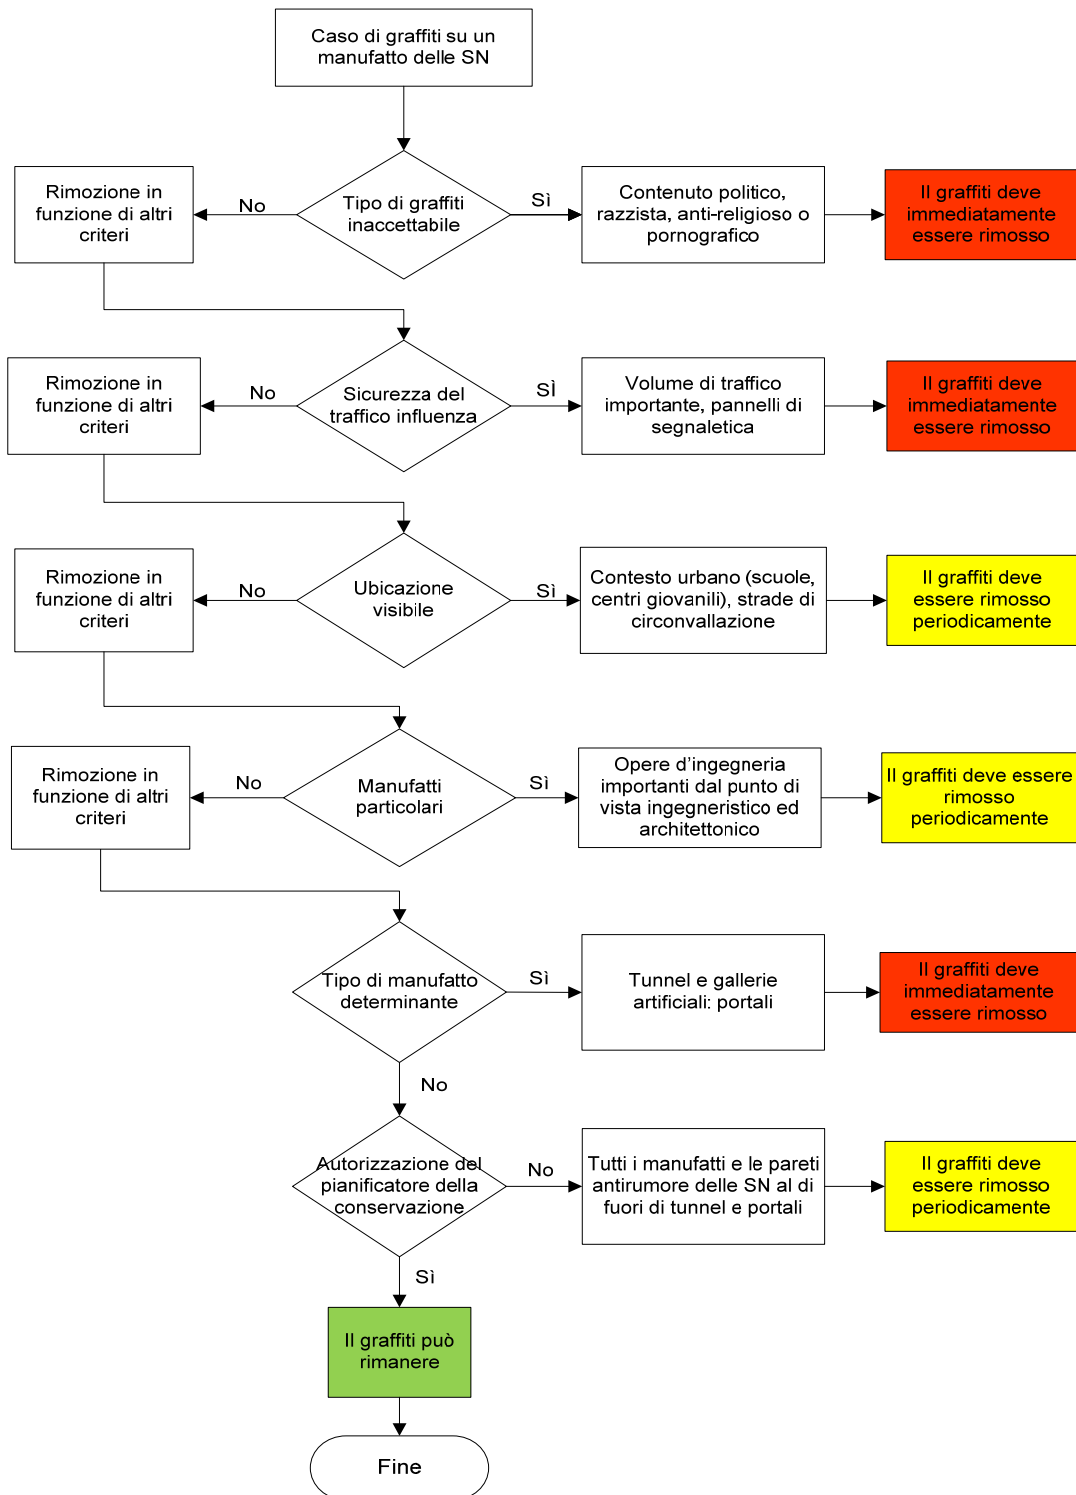 Caso di graffiti su un
manufatto delle SN
Rimozione in
funzione di altri
criteri
No
Tipo di graffiti
inaccettabile
Sì
Contenuto politico,
razzista, anti-religioso o
pornografico
Il graffiti deve
immediatamente
essere rimosso
Rimozione in
funzione di altri
criteri
No
Sicurezza del
traffico influenza
SÌ
Volume di traffico
importante, pannelli di
segnaletica
Il graffiti deve
immediatamente
essere rimosso
Rimozione in
funzione di altri
criteri
No
Ubicazione
visibile
Sì
Contesto urbano (scuole,
centri giovanili), strade di
circonvallazione
Il graffiti deve
essere rimosso
periodicamente
Rimozione in
funzione di altri
criteri
No
Manufatti
particolari
Sì
Opere d'ingegneria
importanti dal punto di
vista ingegneristico ed
architettonico
Il graffiti deve essere
rimosso
periodicamente
Tipo di manufatto
determinante
Sì
Tunnel e gallerie
artificiali: portali
Il graffiti deve
immediatamente
essere rimosso
No
Autorizzazione del
pianificatore della
conservazione
No
Tutti i manufatti e le pareti
antirumore delle SN al di
fuori di tunnel e portali
Il graffiti deve
essere rimosso
periodicamente
Sì
Il graffiti può
rimanere
Fine